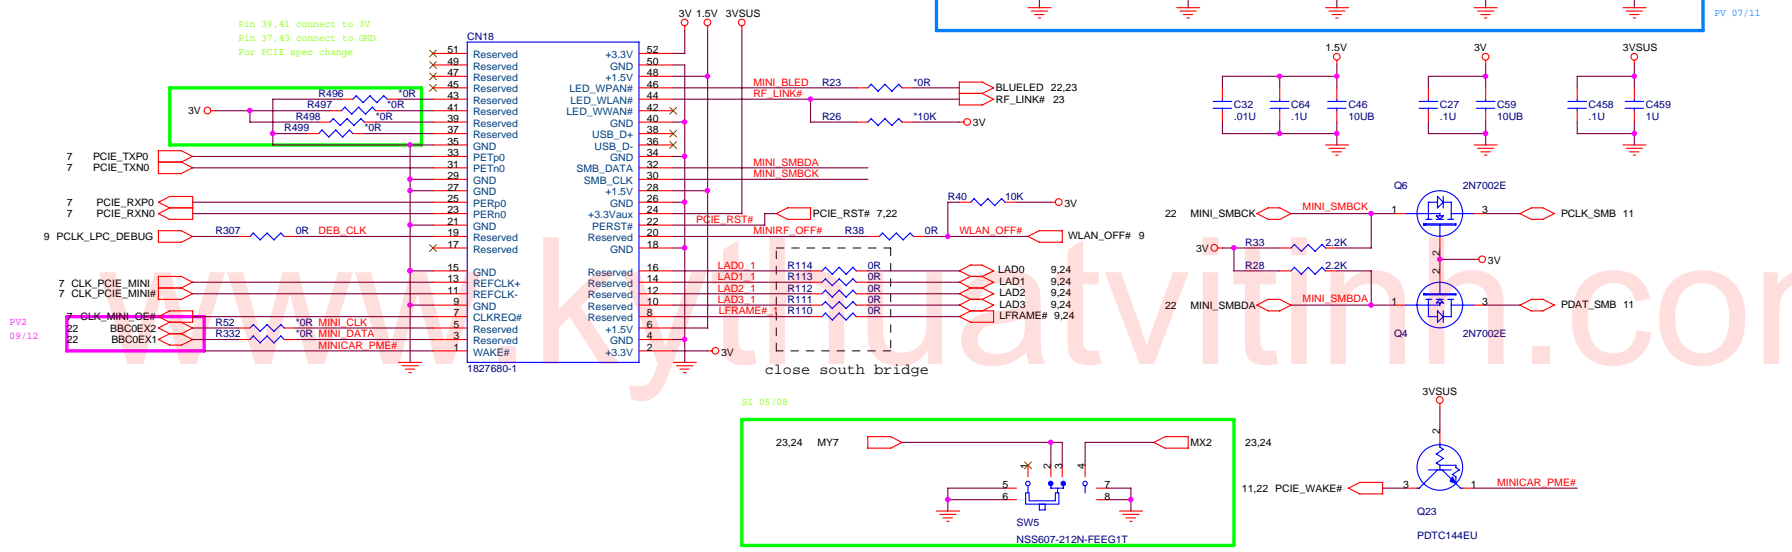 Pin 39,41 connect to 3V
Pin 37,43 connect to GND
For PCIE spec change
PV 07/11
3V 1.5V 3VSUS
CN18
51 Reserved +3.3V 52
49 Reserved GND 50
47 Reserved +1.5V 48
45 Reserved LED_WPAN# 46 MINI_BLED R23 *0R BLUELED 22,23
R496 *0R 43 Reserved LED_WLAN# 44 RF_LINK# RF_LINK# 23
3V R497 *0R 41 Reserved LED_WWAN# 42
R498 *0R 39 Reserved GND 40 R26 *10K 3V
R499 *0R 37 Reserved USB_D+ 38
35 GND USB_D- 36
7 PCIE_TXP0 33 PETp0 GND 34
7 PCIE_TXN0 31 PETn0 SMB_DATA 32 MINI_SMBDA
29 GND SMB_CLK 30 MINI_SMBCK
27 GND +1.5V 28
7 PCIE_RXP0 25 PERp0 GND 26 R40 10K 3V
7 PCIE_RXN0 23 PERn0 +3.3Vaux 24 PCIE_RST# 7,22
21 GND PERST# 22 PCIE_RST#
9 PCLK_LPC_DEBUG R307 0R DEB_CLK 19 Reserved Reserved 20 MINIRF_OFF# R38 0R WLAN_OFF# WLAN_OFF# 9
17 Reserved GND 18
15 GND Reserved 16 LAD0_1 R114 0R LAD0 9,24
7 CLK_PCIE_MINI 13 REFCLK+ Reserved 14 LAD1_1 R113 0R LAD1 9,24
7 CLK_PCIE_MINI# 11 REFCLK- Reserved 12 LAD2_1 R112 0R LAD2 9,24
9 GND Reserved 10 LAD3_1 R111 0R LAD3 9,24
7 CLK_MINI_OE# 7 CLKREQ# Reserved 8 LFRAME#_1 R110 0R LFRAME# 9,24
PV2
09/12
22 BBC0EX2 R52 *0R MINI_CLK 5 Reserved +1.5V 6
22 BBC0EX1 R332 *0R MINI_DATA 3 Reserved GND 4
MINICAR_PME# 1 WAKE# +3.3V 2 3V
1827680-1
close south bridge
1.5V 3V 3VSUS
C32 .01U
C64 .1U
C46 10UB
C27 .1U
C59 10UB
C458 .1U
C459 1U
Q6 2N7002E
22 MINI_SMBCK MINI_SMBCK 1 3 PCLK_SMB 11
3V R33 2.2K 2 3V
R28 2.2K 2
22 MINI_SMBDA MINI_SMBDA 1 3 PDAT_SMB 11
Q4 2N7002E
SI 05/08
23,24 MY7 MX2 23,24
1 2 3 4
5 7
6 8
SW5
NSS607-212N-FEEG1T
3VSUS
2
11,22 PCIE_WAKE# 3 1 MINICAR_PME#
Q23
PDTC144EU
www.kythuatvitinh.com